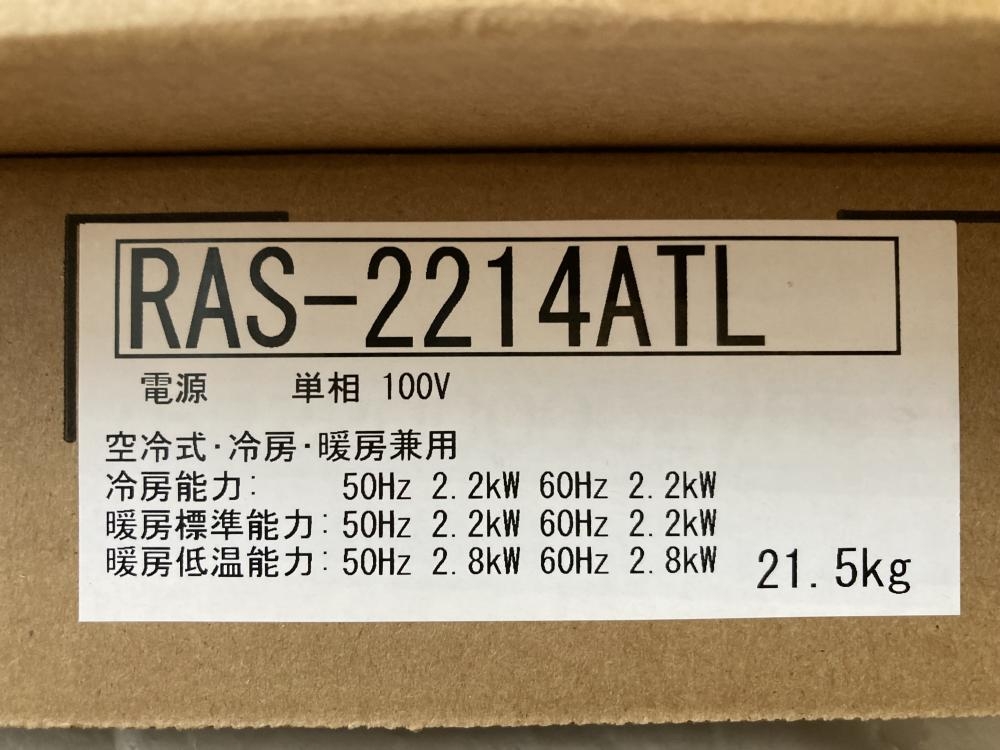 RAS-2214ATL
電源 単相 100V
空冷式・冷房・暖房兼用
冷房能力: 50Hz 2.2kW 60Hz 2.2kW
暖房標準能力: 50Hz 2.2kW 60Hz 2.2kW
暖房低温能力: 50Hz 2.8kW 60Hz 2.8kW
21.5kg